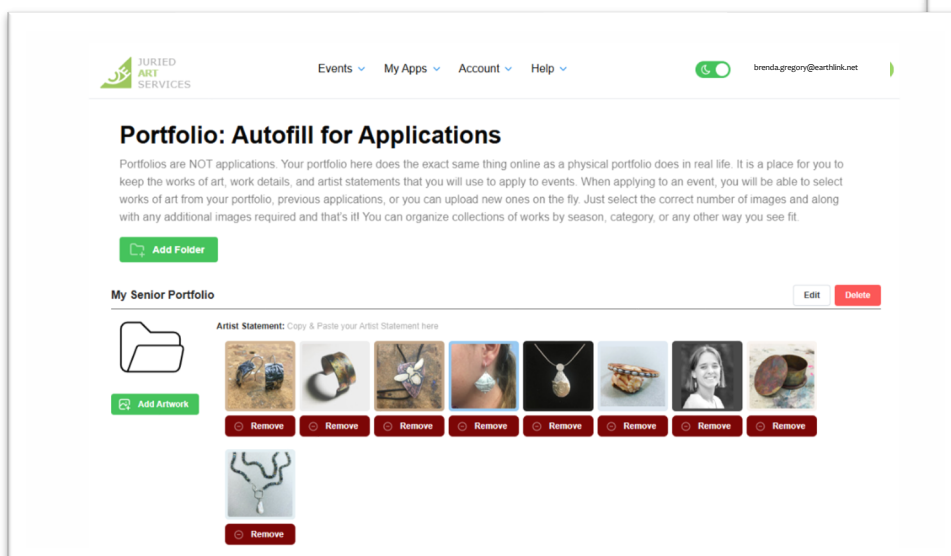 JURIED
ART
SERVICES
Events
My Apps
Account
Help
brenda.gregory@earthlink.net
Portfolio: Autofill for Applications
Portfolios are NOT applications. Your portfolio here does the exact same thing online as a physical portfolio does in real life. It is a place for you to
keep the works of art, work details, and artist statements that you will use to apply to events. When applying to an event, you will be able to select
works of art from your portfolio, previous applications, or you can upload new ones on the fly. Just select the correct number of images and along
with any additional images required and that's it! You can organize collections of works by season, category, or any other way you see fit.
Add Folder
My Senior Portfolio
Edit
Delete
Artist Statement: Copy & Paste your Artist Statement here
Add Artwork
Remove
Remove
Remove
Remove
Remove
Remove
Remove
Remove
Remove